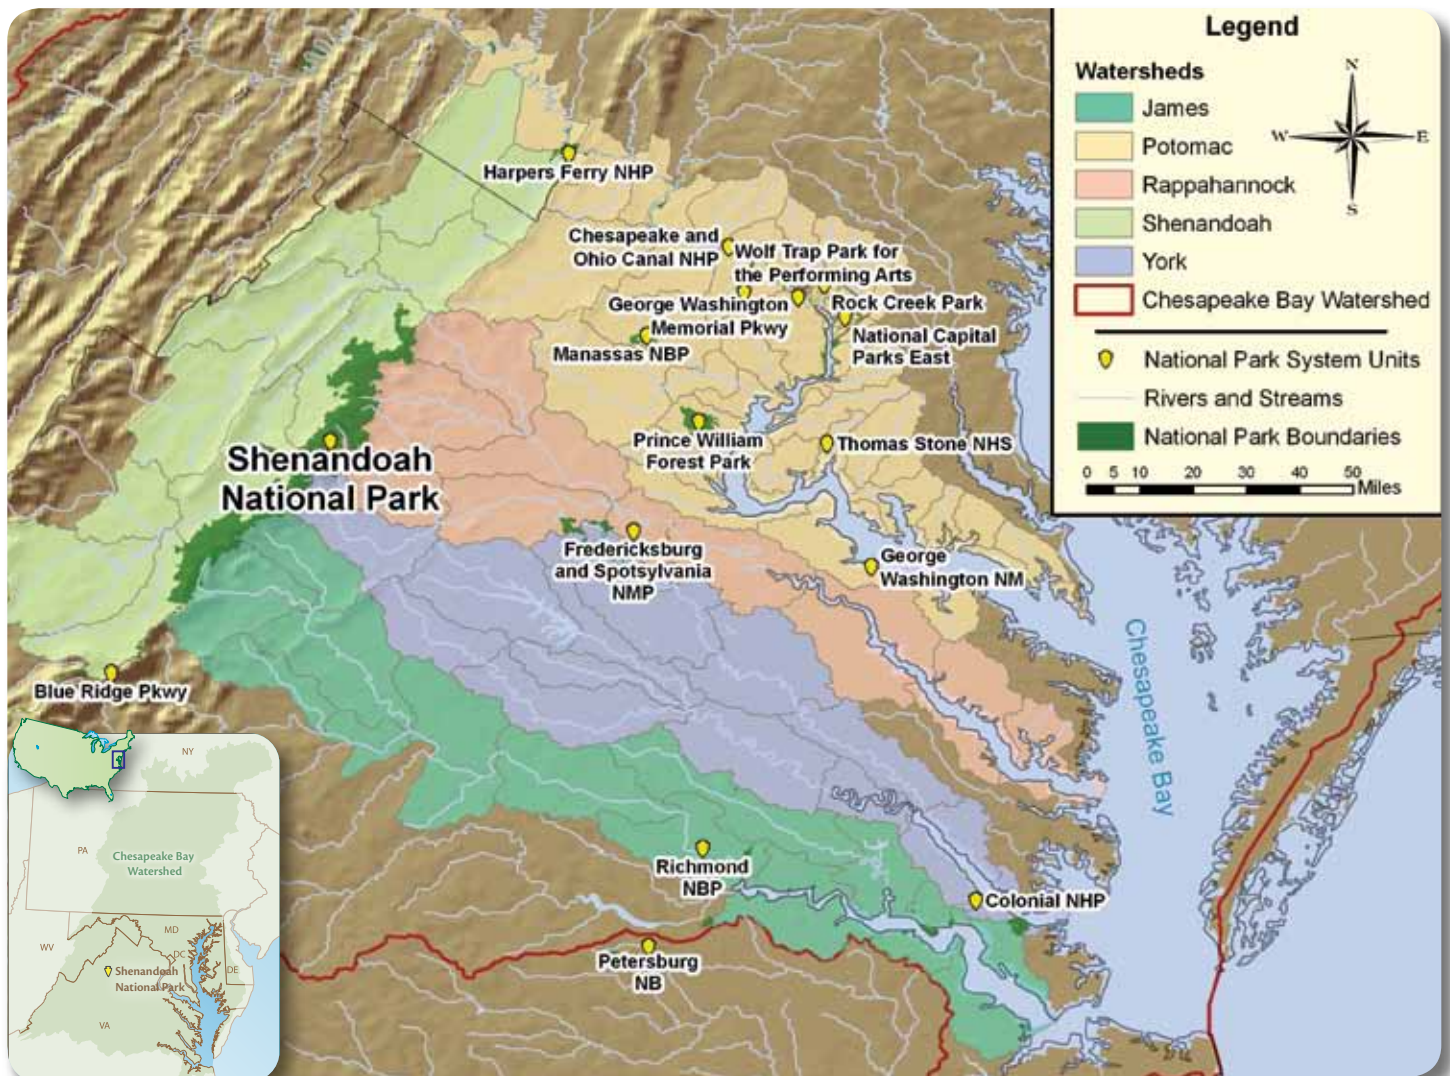 Legend
Watersheds
James
Potomac
Rappahannock
Shenandoah
York
Chesapeake Bay Watershed
National Park System Units
Rivers and Streams
National Park Boundaries
0 5 10 20 30 40 50
Miles
N
W E
S
Harpers Ferry NHP
Chesapeake and
Ohio Canal NHP
Wolf Trap Park for
the Performing Arts
George Washington
Memorial Pkwy
Rock Creek Park
National Capital
Parks East
Manassas NBP
Prince William
Forest Park
Thomas Stone NHS
Shenandoah
National Park
Fredericksburg
and Spotsylvania
NMP
George
Washington NM
Chesapeake Bay
Blue Ridge Pkwy
Richmond
NBP
Colonial NHP
Petersburg
NB
NY
PA
Chesapeake Bay
Watershed
MD
WV
DC
DE
Shenandoah
National Park
VA